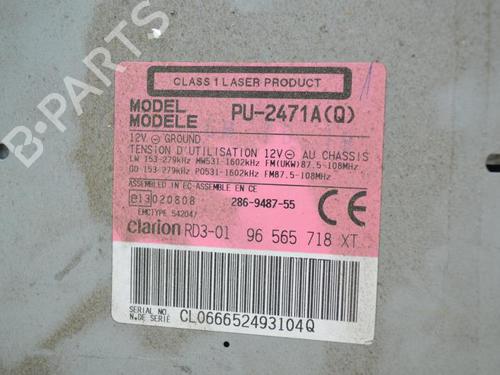 CLASS 1 LASER PRODUCT
MODEL
MODELE
PU-2471A(Q)
12V ⊖ GROUND
TENSION D'UTILISATION 12V ⊖ AU CHASSIS
LW 153-279kHz MW531-1602kHz FM(UKW)87.5-108MHz
GO 153-279kHz PO531-1602kHz FM87.5-108MHz
ASSEMBLED IN EC-ASSEMBLE EN CE
e13 020808
286-9487-55
CE
EMCTYPE 54204/
clarion RD3-01 96 565 718 XT
SERIAL NO
N.DE SERIE
CL0666652493104Q
B-PARTS